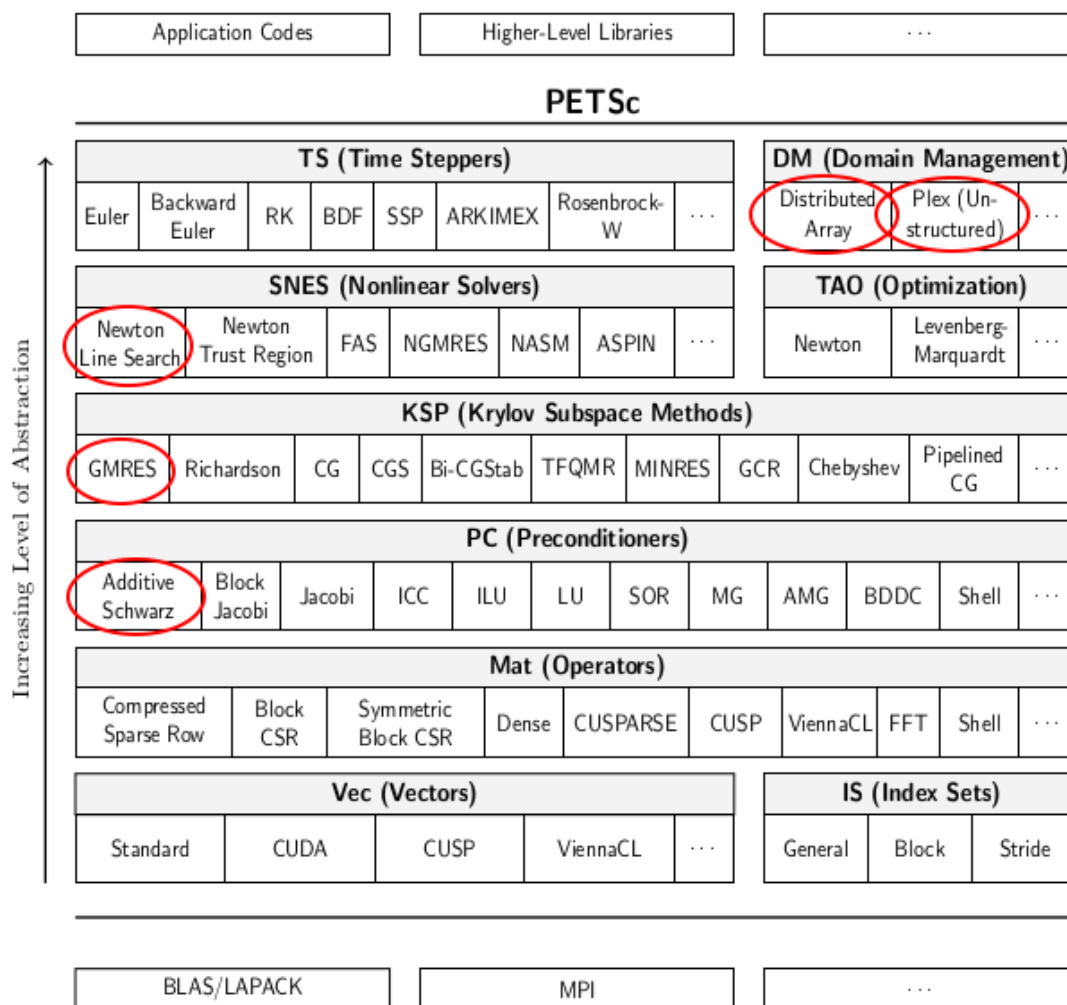 Application Codes
Higher-Level Libraries
...
PETSc
Increasing Level of Abstraction
TS (Time Steppers)
Euler
Backward
Euler
RK
BDF
SSP
ARKIMEX
Rosenbrock-
W
...
DM (Domain Management)
Distributed
Array
Plex (Un-
structured)
...
SNES (Nonlinear Solvers)
Newton
Line Search
Newton
Trust Region
FAS
NGMRES
NASM
ASPIN
...
TAO (Optimization)
Newton
Levenberg-
Marquardt
...
KSP (Krylov Subspace Methods)
GMRES
Richardson
CG
CGS
Bi-CGStab
TFQMR
MINRES
GCR
Chebyshev
Pipelined
CG
...
PC (Preconditioners)
Additive
Schwarz
Block
Jacobi
Jacobi
ICC
ILU
LU
SOR
MG
AMG
BDDC
Shell
...
Mat (Operators)
Compressed
Sparse Row
Block
CSR
Symmetric
Block CSR
Dense
CUSPARSE
CUSP
ViennaCL
FFT
Shell
...
Vec (Vectors)
Standard
CUDA
CUSP
ViennaCL
...
IS (Index Sets)
General
Block
Stride
BLAS/LAPACK
MPI
...